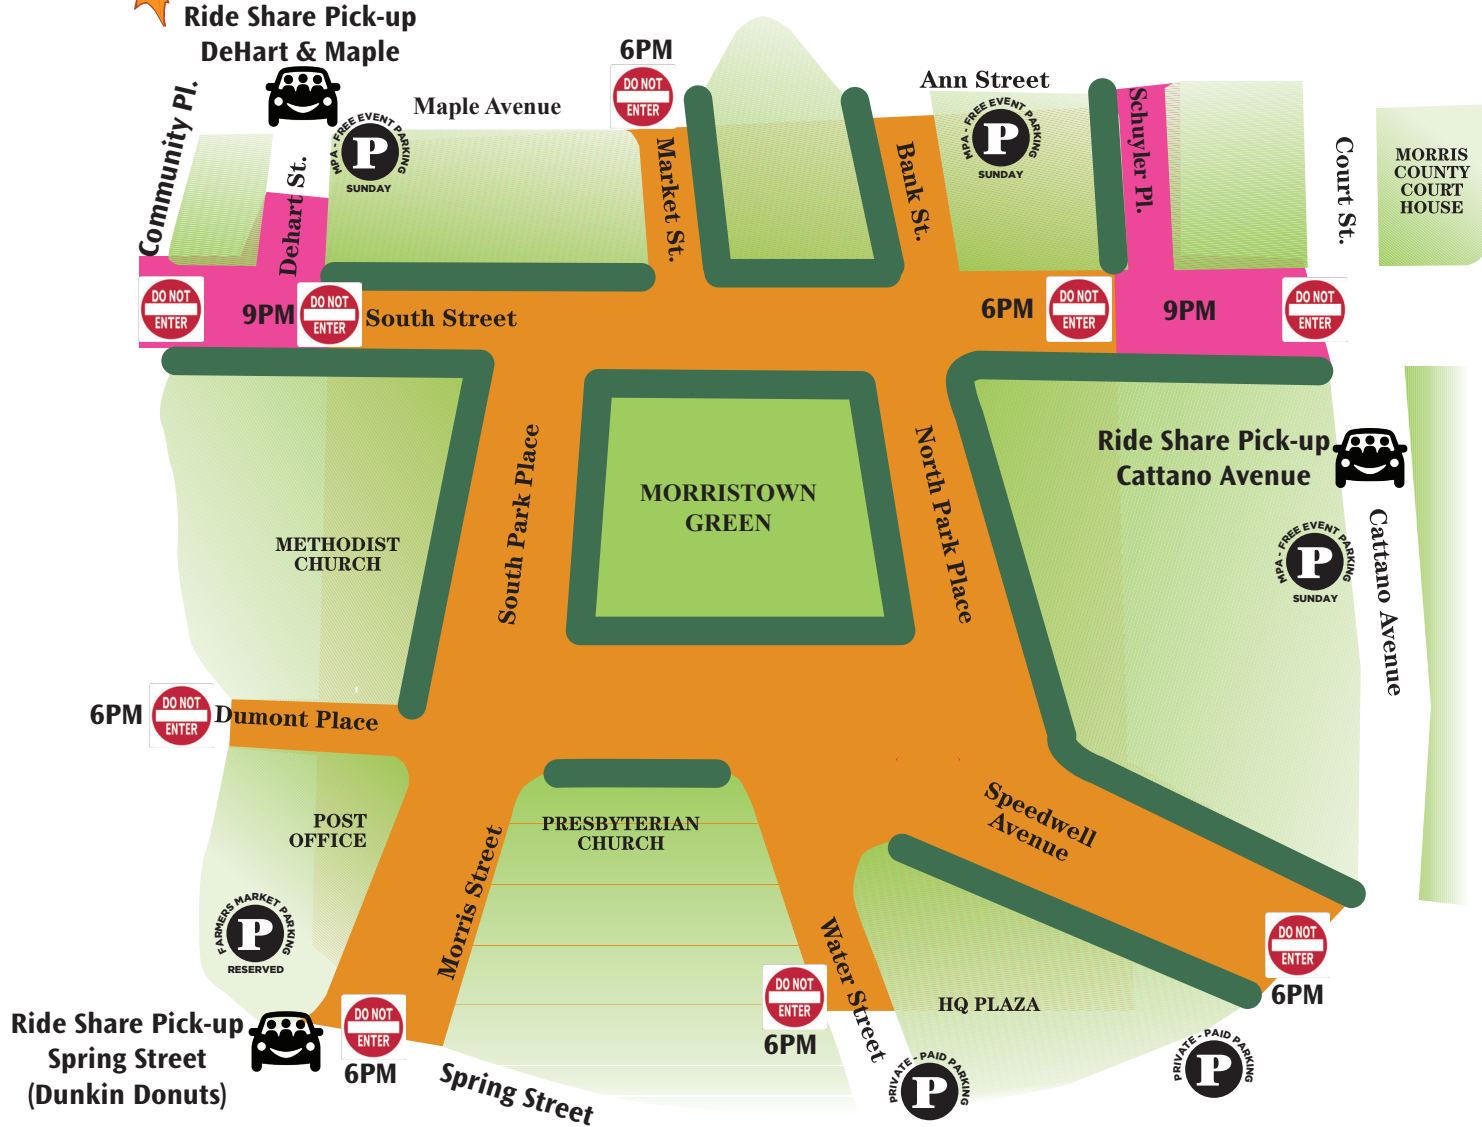 Ride Share Pick-up
DeHart & Maple
6PM
DO NOT
ENTER
Ann Street
Maple Avenue
Community Pl.
Dehart St.
MPA - FREE EVENT PARKING
P
SUNDAY
Market St.
Bank St.
MPA - FREE EVENT PARKING
P
SUNDAY
Schuyler Pl.
Court St.
MORRIS
COUNTY
COURT
HOUSE
DO NOT
ENTER
9PM
DO NOT
ENTER
South Street
6PM
DO NOT
ENTER
9PM
DO NOT
ENTER
Ride Share Pick-up
Cattano Avenue
MORRISTOWN
GREEN
South Park Place
North Park Place
METHODIST
CHURCH
MPA - FREE EVENT PARKING
P
SUNDAY
Cattano Avenue
6PM
DO NOT
ENTER
Dumont Place
Speedwell
Avenue
POST
OFFICE
PRESBYTERIAN
CHURCH
Morris Street
FARMERS MARKET PARKING
P
RESERVED
Water Street
DO NOT
ENTER
6PM
HQ PLAZA
DO NOT
ENTER
6PM
Ride Share Pick-up
Spring Street
(Dunkin Donuts)
DO NOT
ENTER
6PM
Spring Street
PRIVATE - PAID PARKING
P
PRIVATE - PAID PARKING
P